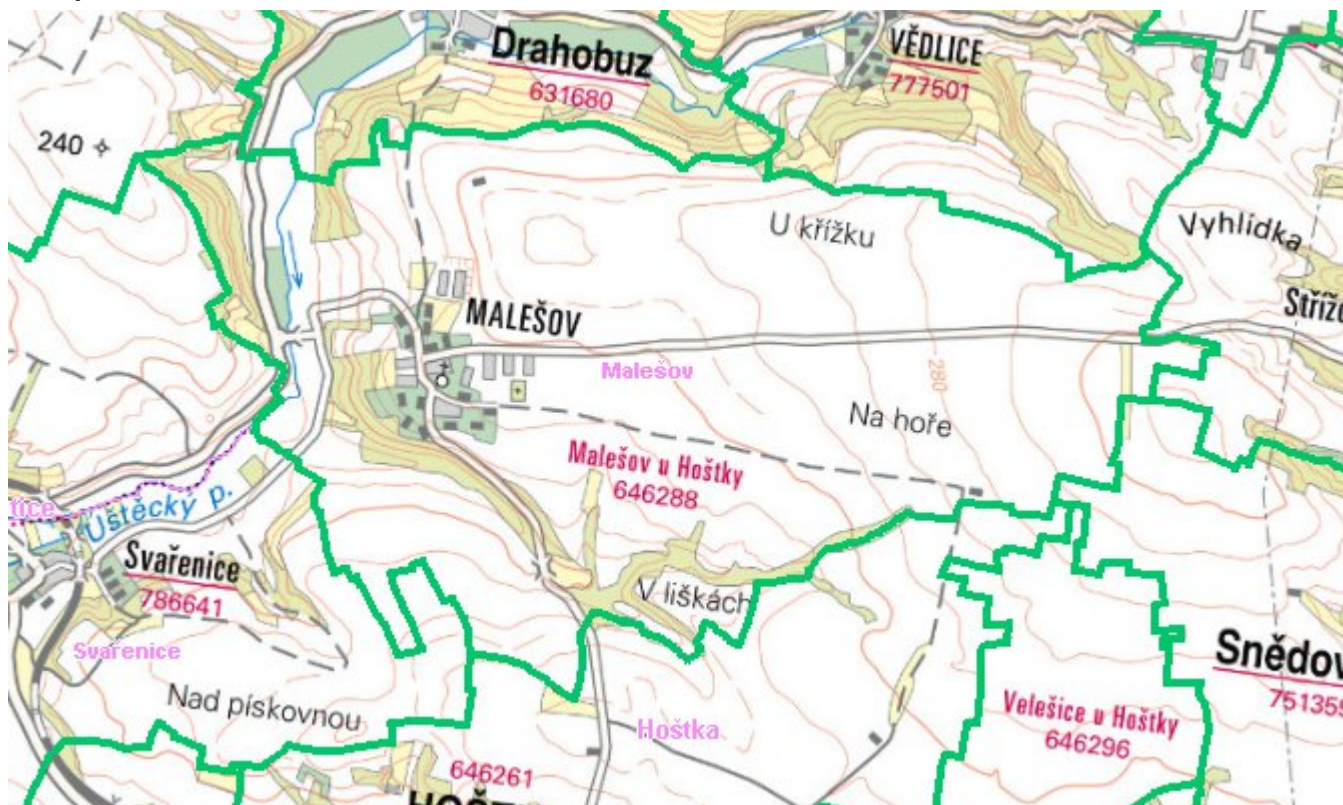 Drahobuz
631680
VĚDLICE
777501
240
U křížku
Vyhlídka
MALEŠOV
Malešov
280
Na hoře
Malešov u Hoštky
646288
Úštěcký p.
Svařenice
786641
V liškách
Svařenice
Nad pískovnou
Hoštka
Velešice u Hoštky
646296
646261